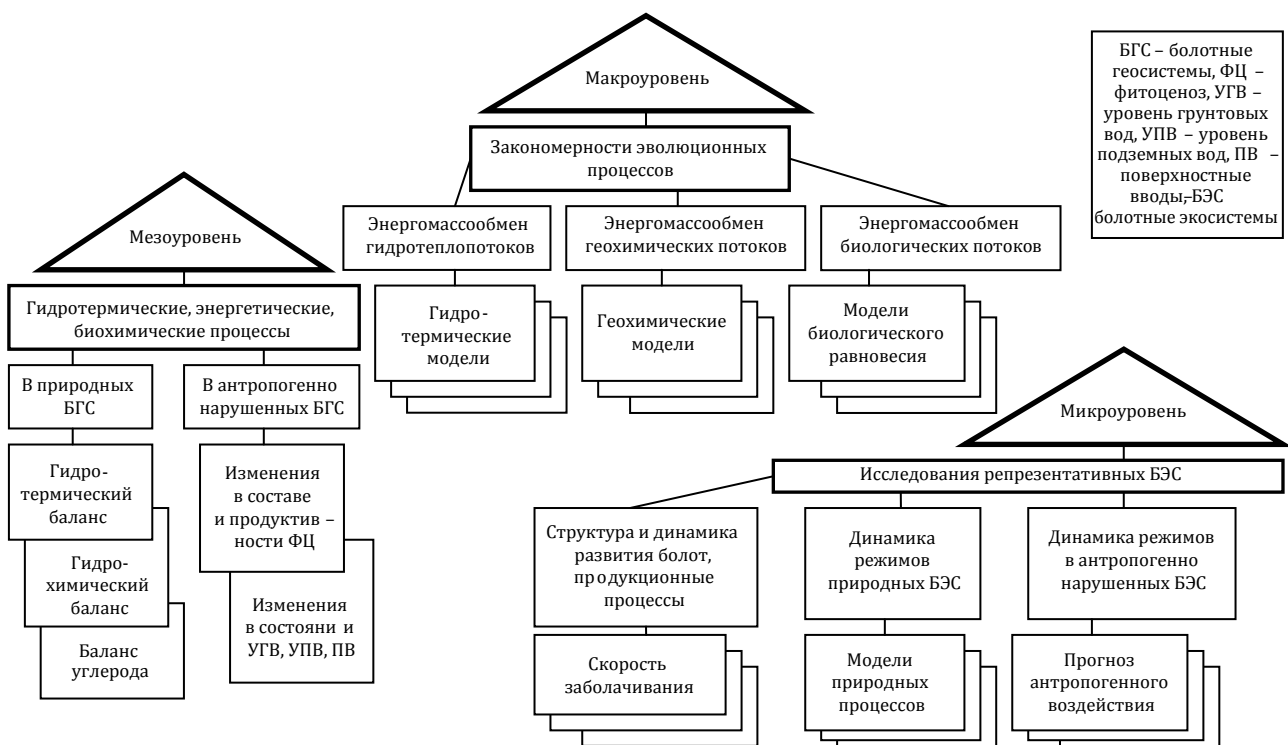 Макроуровень
Закономерности эволюционных
процессов
Энергомассообмен
гидротеплопотоков
Энергомассообмен
геохимических потоков
Энергомассообмен
биологических потоков
Гидро-
термические
модели
Геохимические
модели
Модели
биологического
равновесия
БГС – болотные
геосистемы, ФЦ –
фитоценоз, УГВ –
уровень грунтовых
вод, УПВ – уровень
подземных вод, ПВ –
поверхностные
вводы,–БЭС
болотные экосистемы
Мезоуровень
Гидротермические, энергетические,
биохимические процессы
В природных
БГС
В антропогенно
нарушенных БГС
Гидро-
термический
баланс
Гидро-
химический
баланс
Баланс
углерода
Изменения
в составе
и продуктив –
ности ФЦ
Изменения
в состояни и
УГВ, УПВ, ПВ
Микроуровень
Исследования репрезентативных БЭС
Структура и динамика
развития болот,
продукционные
процессы
Динамика
режимов
природных БЭС
Динамика режимов
в антропогенно
нарушенных БЭС
Скорость
заболачивания
Модели
природных
процессов
Прогноз
антропогенного
воздействия